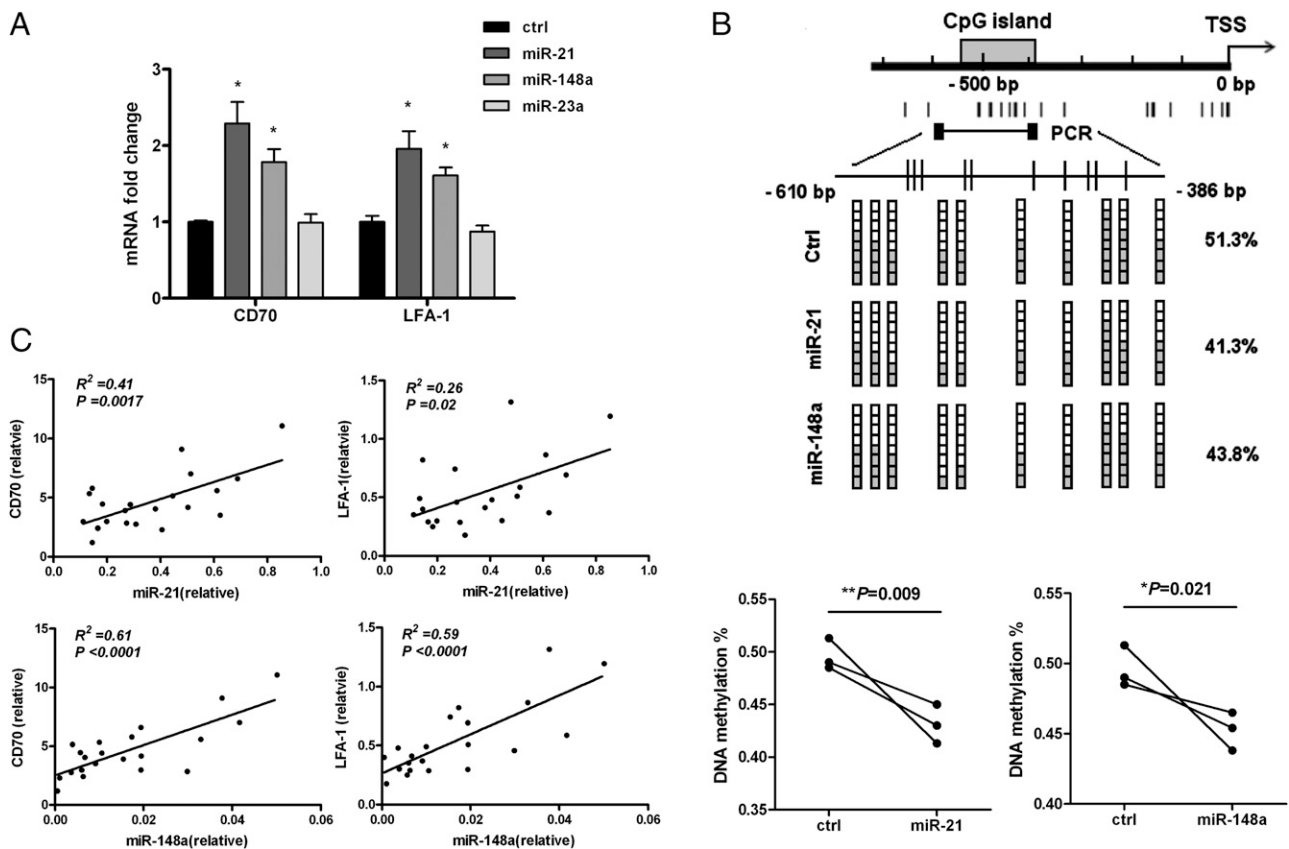 A
ctrl
miR-21
miR-148a
miR-23a
mRNA fold change
3
2
1
0
*
*
*
*
CD70
LFA-1
B
CpG island
TSS
- 500 bp
0 bp
PCR
- 610 bp
- 386 bp
Ctrl
51.3%
miR-21
41.3%
miR-148a
43.8%
**P=0.009
DNA methylation %
0.55
0.50
0.45
0.40
0.35
ctrl
miR-21
*P=0.021
DNA methylation %
0.55
0.50
0.45
0.40
ctrl
miR-148a
C
R2 =0.41
P =0.0017
CD70 (relatvie)
15
10
5
0
0.0
0.2
0.4
0.6
0.8
1.0
miR-21(relative)
R2 =0.26
P =0.02
LFA-1(relatvie)
1.5
1.0
0.5
0.0
0.0
0.2
0.4
0.6
0.8
1.0
miR-21(relative)
R2 =0.61
P <0.0001
CD70 (relative)
15
10
5
0
0.00
0.02
0.04
0.06
miR-148a(relative)
R2 =0.59
P <0.0001
LFA-1 (relatvie)
1.5
1.0
0.5
0.0
0.00
0.02
0.04
0.06
miR-148a(relative)